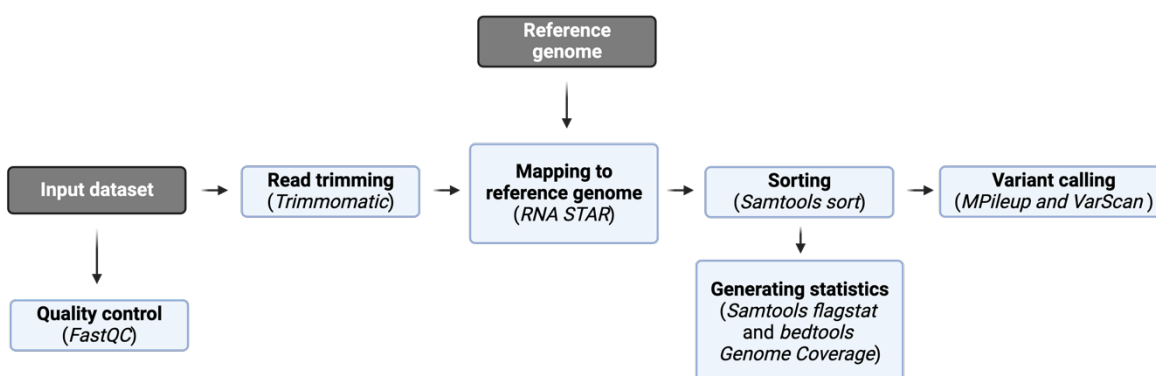 Reference
genome
Input dataset
Read trimming
(Trimmomatic)
Mapping to
reference genome
(RNA STAR)
Sorting
(Samtools sort)
Variant calling
(MPileup and VarScan )
Quality control
(FastQC)
Generating statistics
(Samtools flagstat
and bedtools
Genome Coverage)